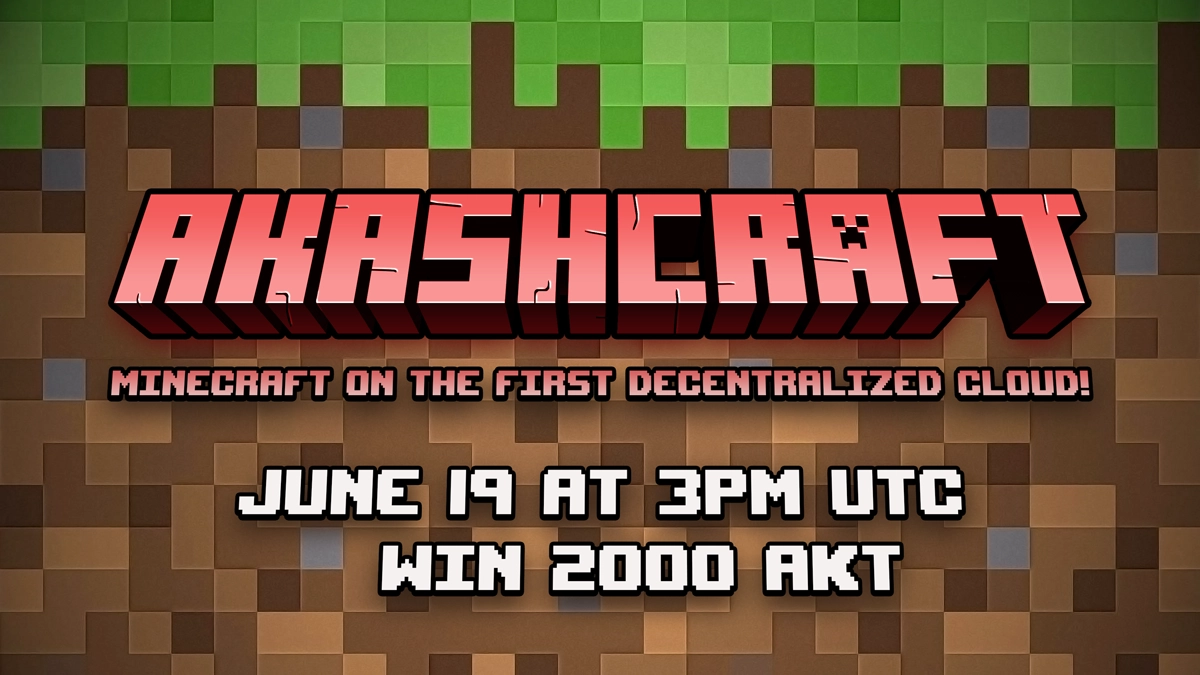 AKASHCRAFT
MINECRAFT ON THE FIRST DECENTRALIZED CLOUD!
JUNE 19 AT 3PM UTC
WIN 2000 AKT